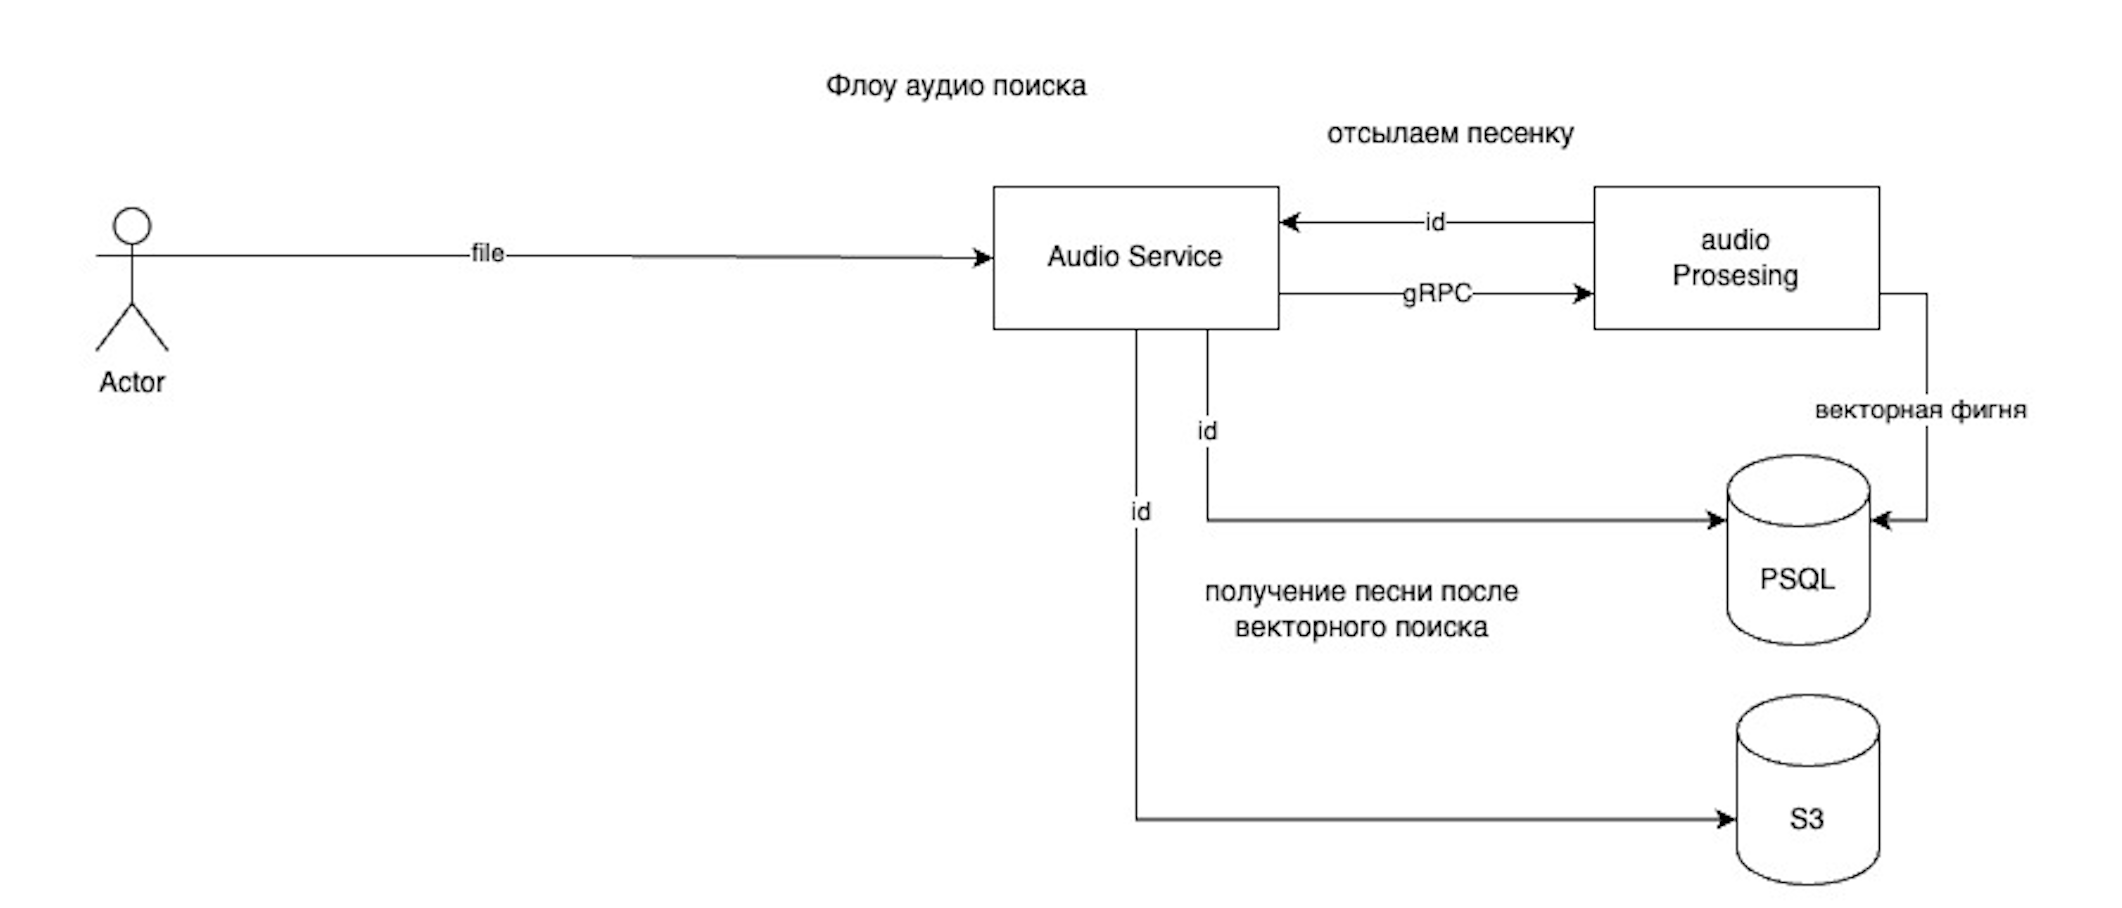 Флоу аудио поиска
отсылаем песенку
file
Audio Service
id
gRPC
audio
Prosesing
Actor
векторная фигня
id
id
PSQL
получение песни после
векторного поиска
S3